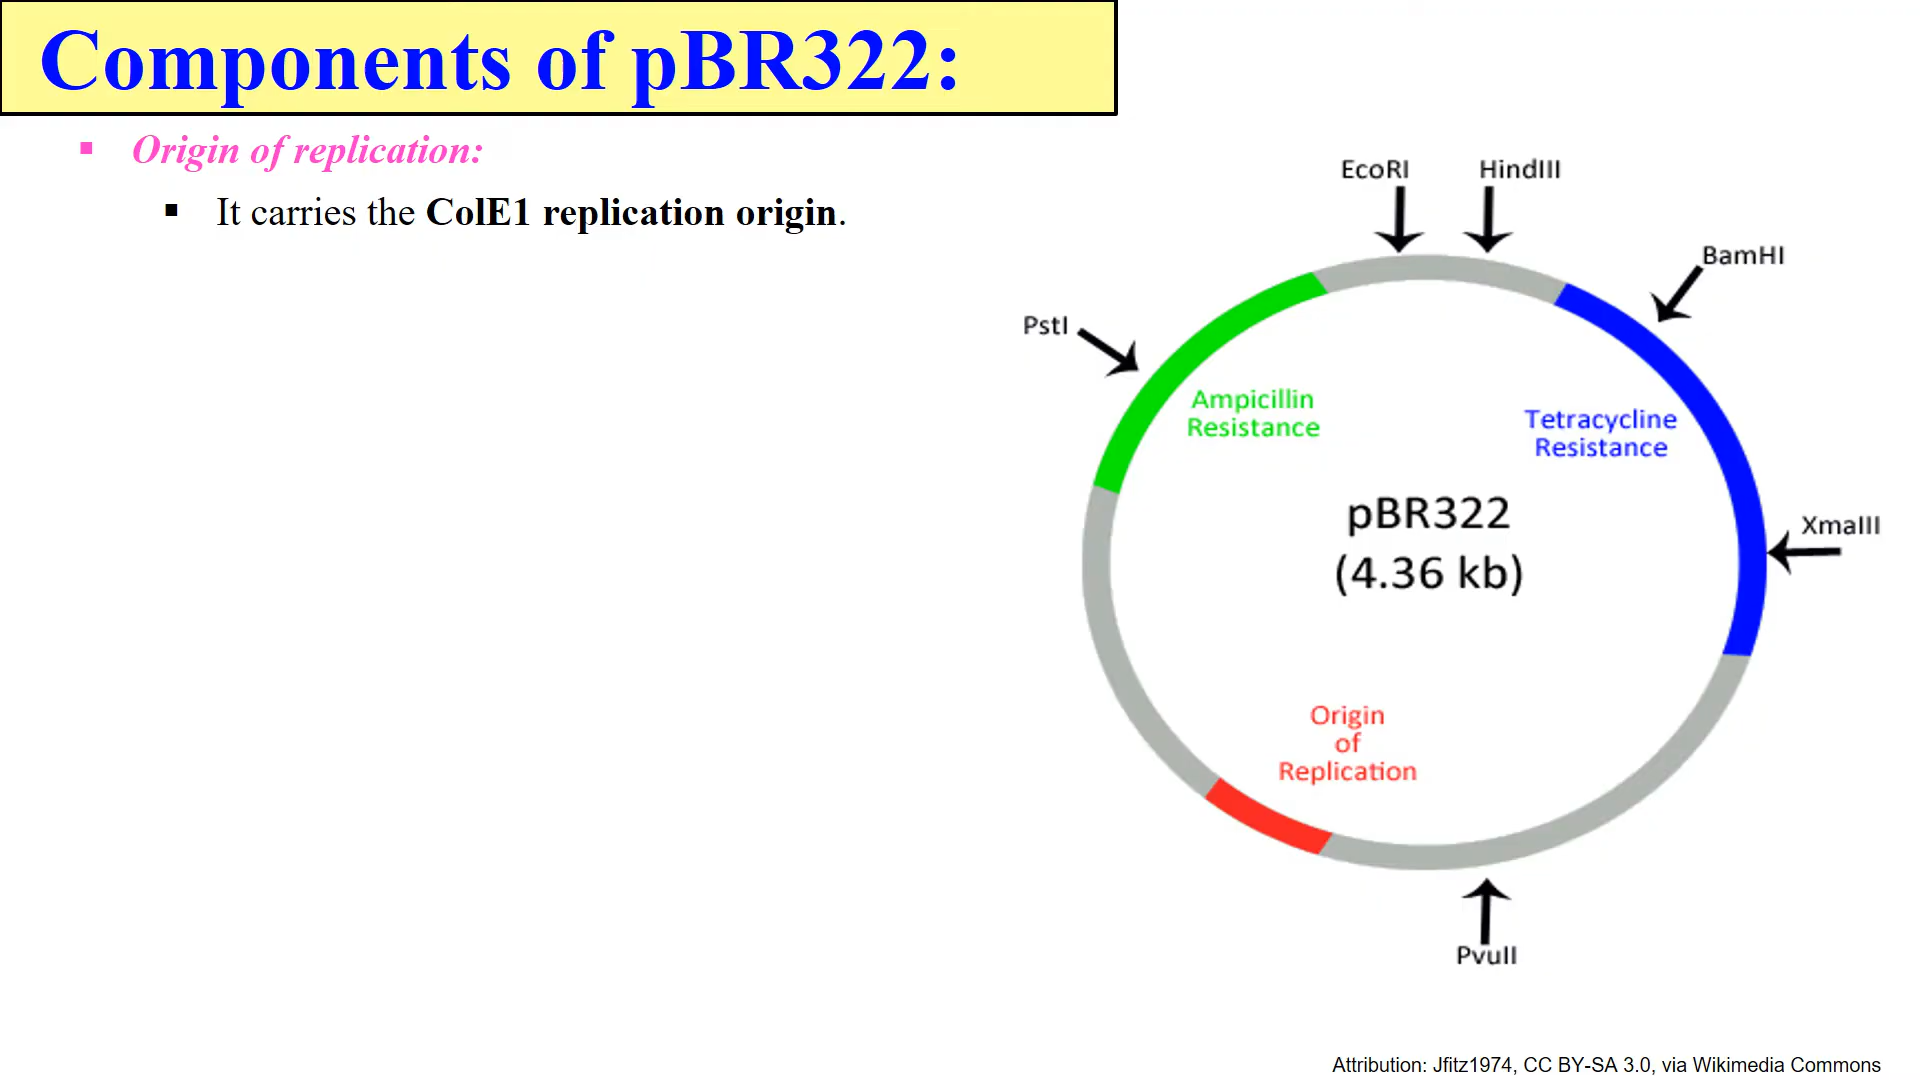 Components of pBR322:
▪ Origin of replication:
▪ It carries the ColE1 replication origin.
EcoRI
HindIII
BamHI
PstI
Ampicillin
Resistance
Tetracycline
Resistance
pBR322
(4.36 kb)
XmaIII
Origin
of
Replication
PvuII
Attribution: Jfitz1974, CC BY-SA 3.0, via Wikimedia Commons